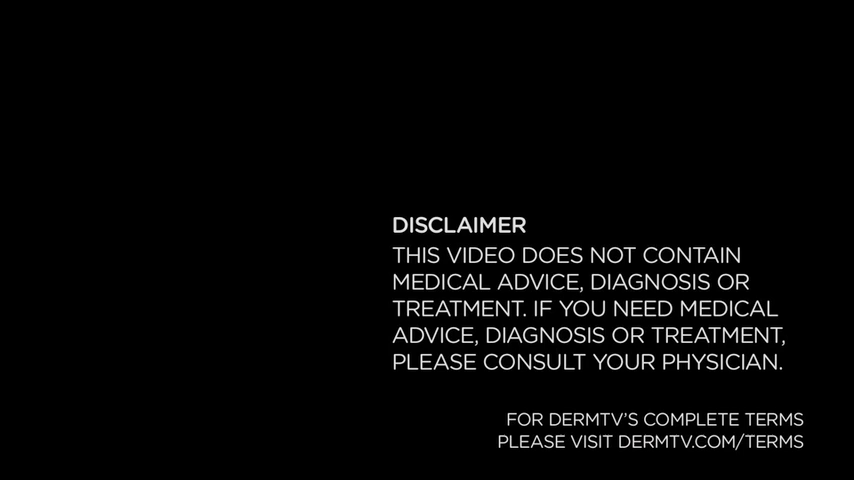 DISCLAIMER
THIS VIDEO DOES NOT CONTAIN
MEDICAL ADVICE, DIAGNOSIS OR
TREATMENT. IF YOU NEED MEDICAL
ADVICE, DIAGNOSIS OR TREATMENT,
PLEASE CONSULT YOUR PHYSICIAN.
FOR DERMTV'S COMPLETE TERMS
PLEASE VISIT DERMTV.COM/TERMS